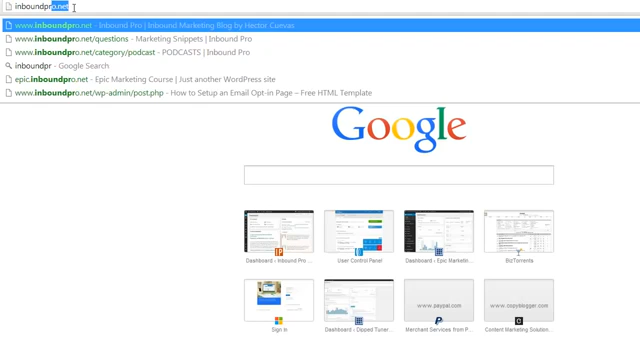 inboundpro.net
www.inboundpro.net - Inbound Pro | Inbound Marketing Blog by Hector Cuevas
www.inboundpro.net/questions - Marketing Snippets | Inbound Pro
www.inboundpro.net/category/podcast - PODCASTS | Inbound Pro
inboundpr - Google Search
epic.inboundpro.net - Epic Marketing Course | Just another WordPress site
www.inboundpro.net/wp-admin/post.php - How to Setup an Email Opt-in Page – Free HTML Template
Google
Dashboard ‹ Inbound Pro ...
User Control Panel
Dashboard ‹ Epic Marketin...
BizTorrents
www.paypal.com
www.copyblogger.com
Sign In
Dashboard ‹ Dipped Tuner...
Merchant Services from P...
Content Marketing Solution...